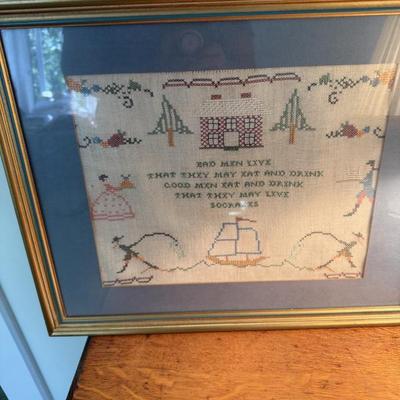 BAD MEN LIVE
THAT THEY MAY EAT AND DRINK
GOOD MEN EAT AND DRINK
THAT THEY MAY LIVE
SOCRATES